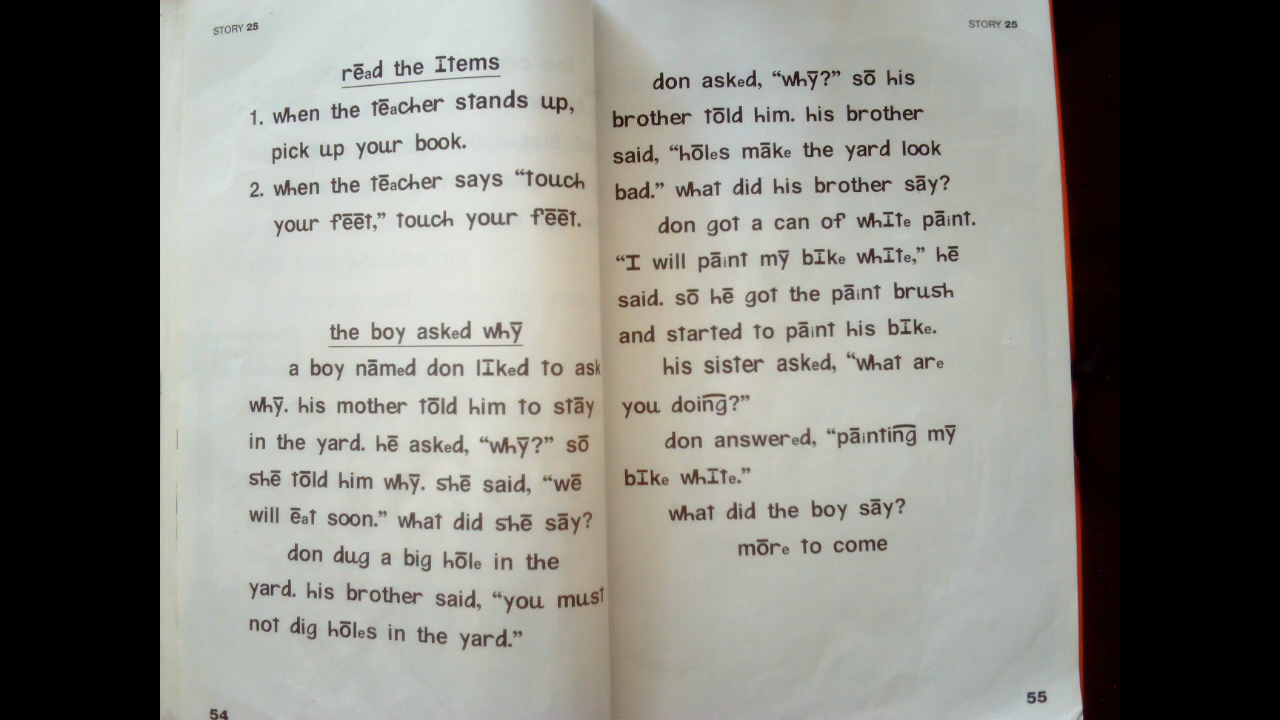 STORY 25
rēad the Ītems
1. when the tēacher stands up,
pick up your book.
2. when the tēacher says “touch
your fēēt,” touch your fēēt.
the boy asked whȳ
a boy nāmed don līked to ask
whȳ. his mother tōld him to stāy
in the yard. hē asked, “whȳ?” sō
shē tōld him whȳ. shē said, “wē
will ēat soon.” what did shē sāy?
don dug a big hōle in the
yard. his brother said, “you must
not dig hōles in the yard.”
54
STORY 25
don asked, “whȳ?” sō his
brother tōld him. his brother
said, “hōles māke the yard look
bad.” what did his brother sāy?
don got a can of whīte pāint.
“I will pāint mȳ bīke whīte,” hē
said. sō hē got the pāint brush
and started to pāint his bīke.
his sister asked, “what are
you doing?”
don answered, “pāinting mȳ
bīke whīte.”
what did the boy sāy?
mōre to come
55